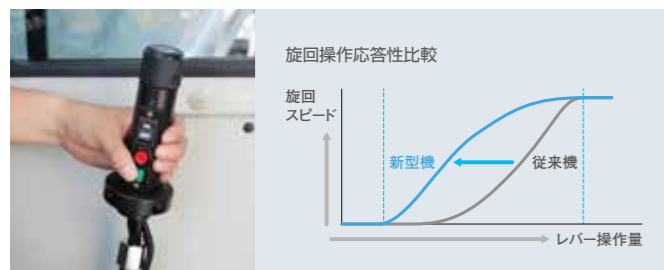 旋回操作応答性比較
旋回
スピード
新型機
従来機
レバー操作量